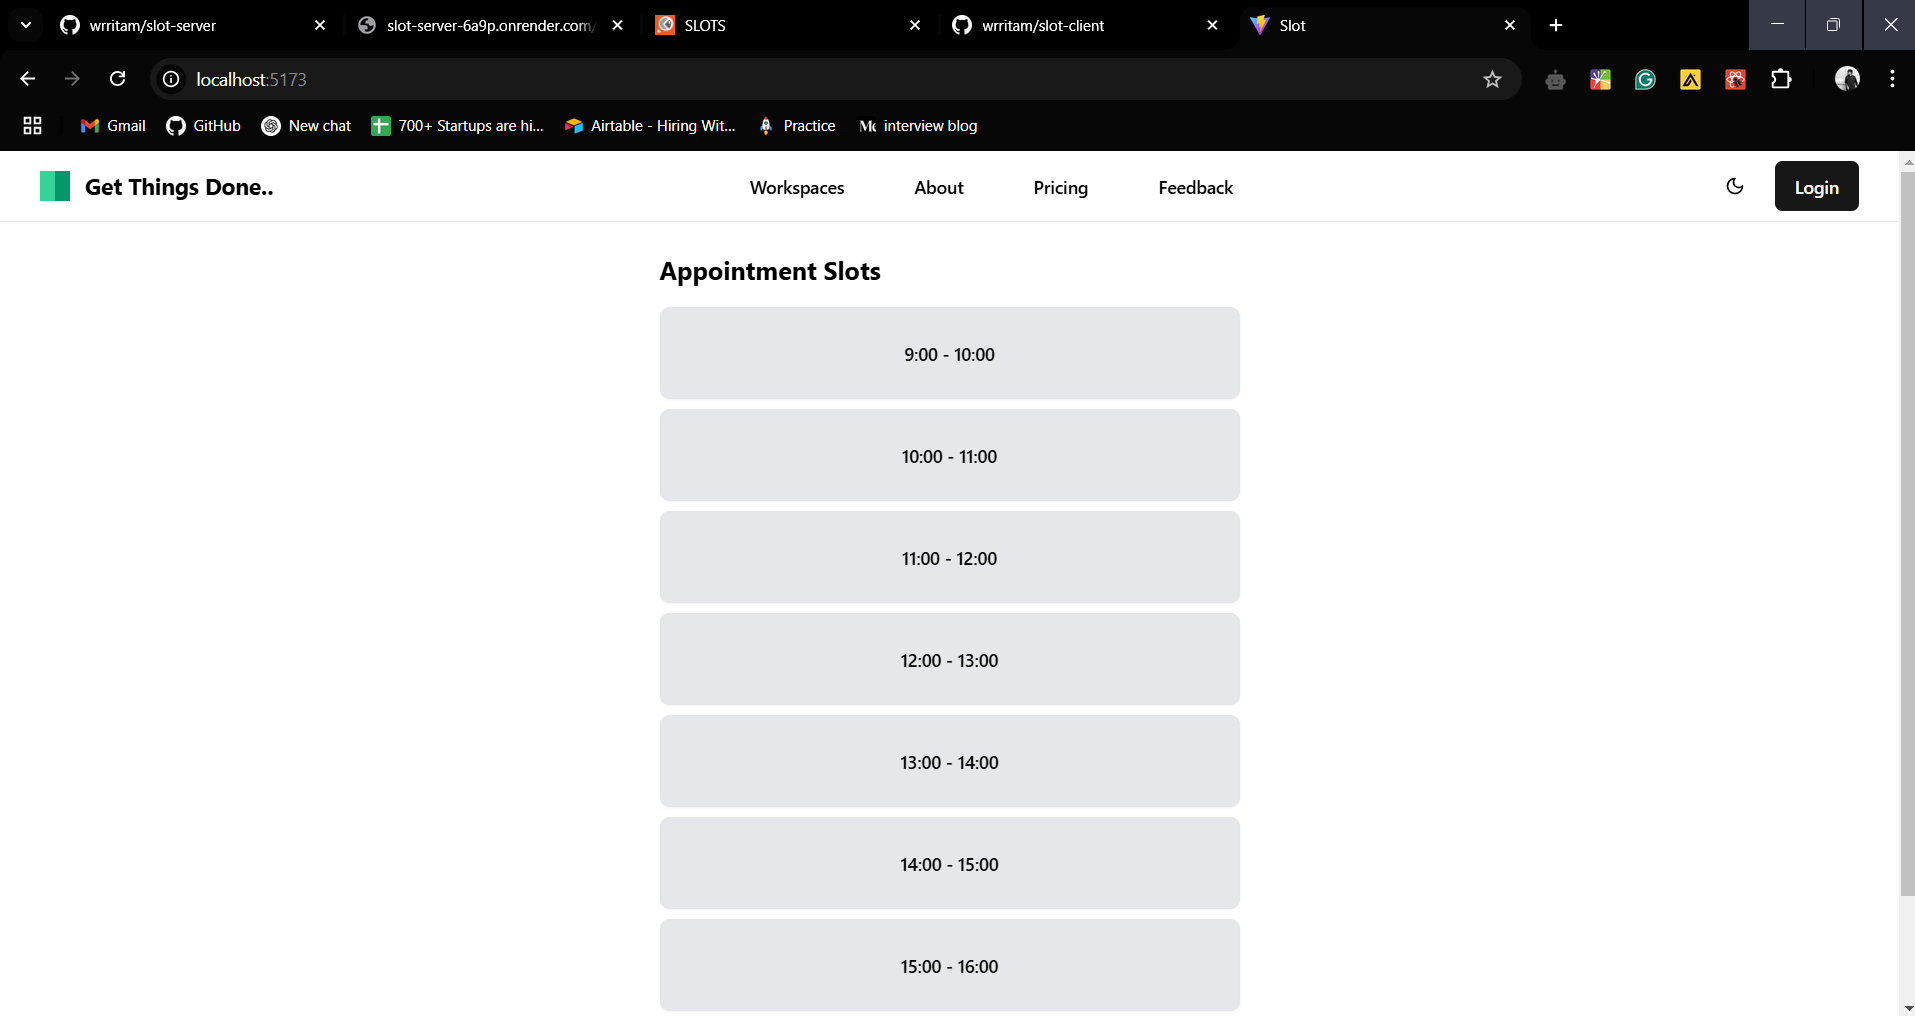 wrritam/slot-server
slot-server-6a9p.onrender.com/
SLOTS
wrritam/slot-client
Slot
localhost:5173
Gmail
GitHub
New chat
700+ Startups are hi...
Airtable - Hiring Wit...
Practice
interview blog
Get Things Done..
Workspaces
About
Pricing
Feedback
Login
Appointment Slots
9:00 - 10:00
10:00 - 11:00
11:00 - 12:00
12:00 - 13:00
13:00 - 14:00
14:00 - 15:00
15:00 - 16:00